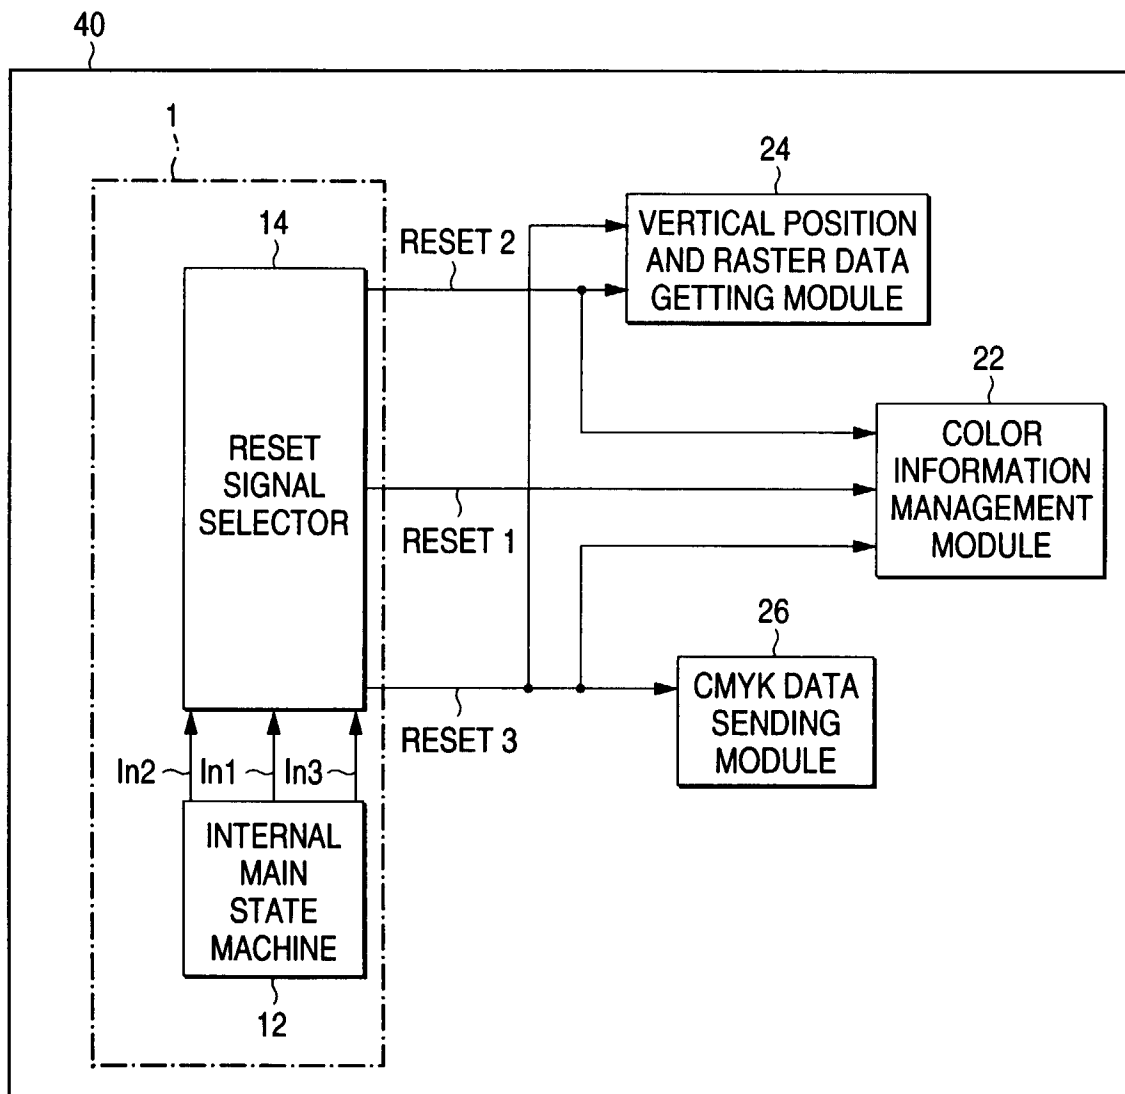 40
1
14
RESET
SIGNAL
SELECTOR
RESET 2
RESET 1
RESET 3
24
VERTICAL POSITION
AND RASTER DATA
GETTING MODULE
22
COLOR
INFORMATION
MANAGEMENT
MODULE
26
CMYK DATA
SENDING
MODULE
In2
In1
In3
INTERNAL
MAIN
STATE
MACHINE
12